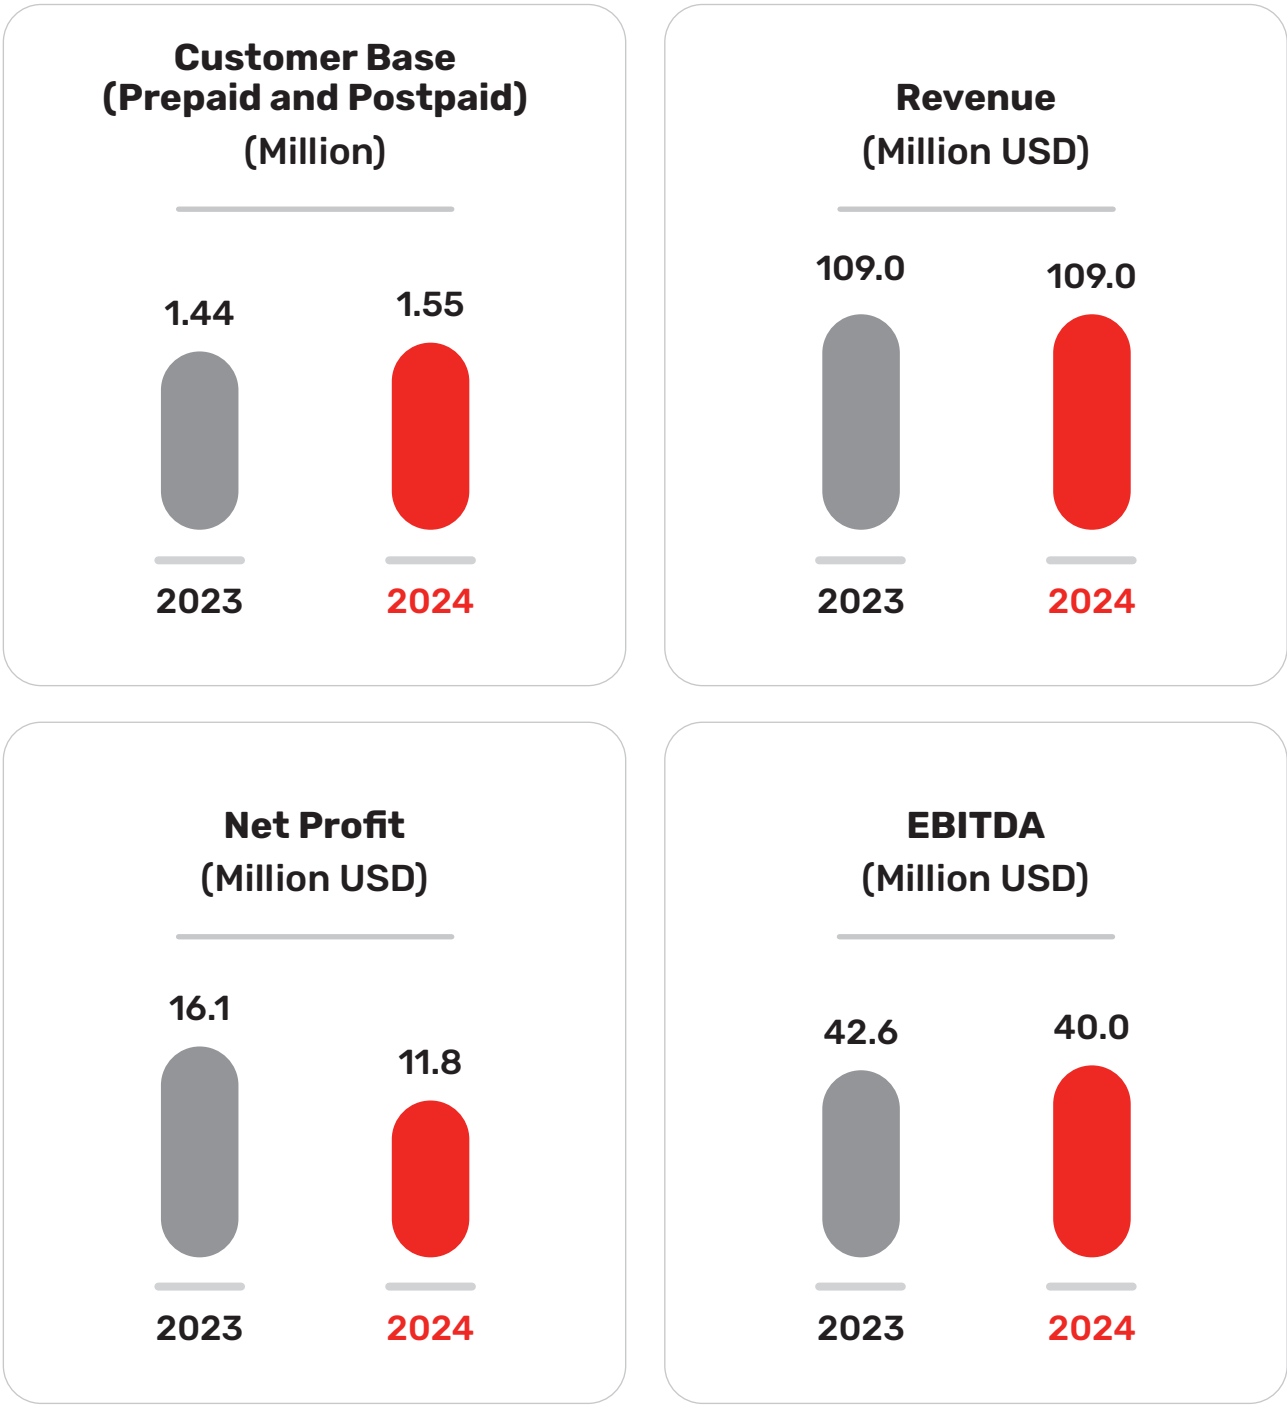 Customer Base
(Prepaid and Postpaid)
(Million)
1.44
1.55
2023
2024
Revenue
(Million USD)
109.0
109.0
2023
2024
Net Profit
(Million USD)
16.1
11.8
2023
2024
EBITDA
(Million USD)
42.6
40.0
2023
2024